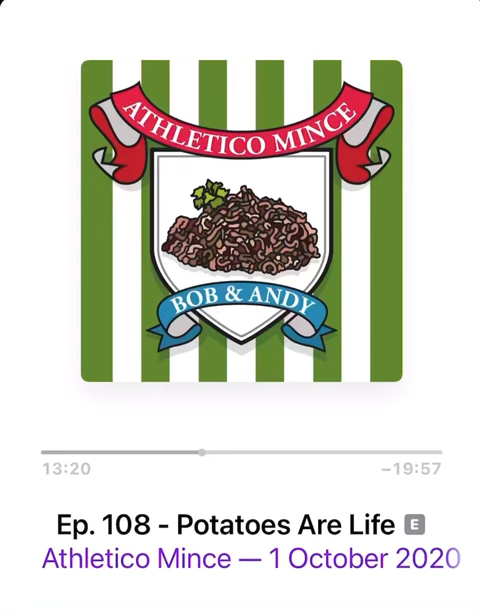 ATHLETICO MINCE
BOB & ANDY
13:20
−19:57
Ep. 108 - Potatoes Are Life E
Athletico Mince — 1 October 2020